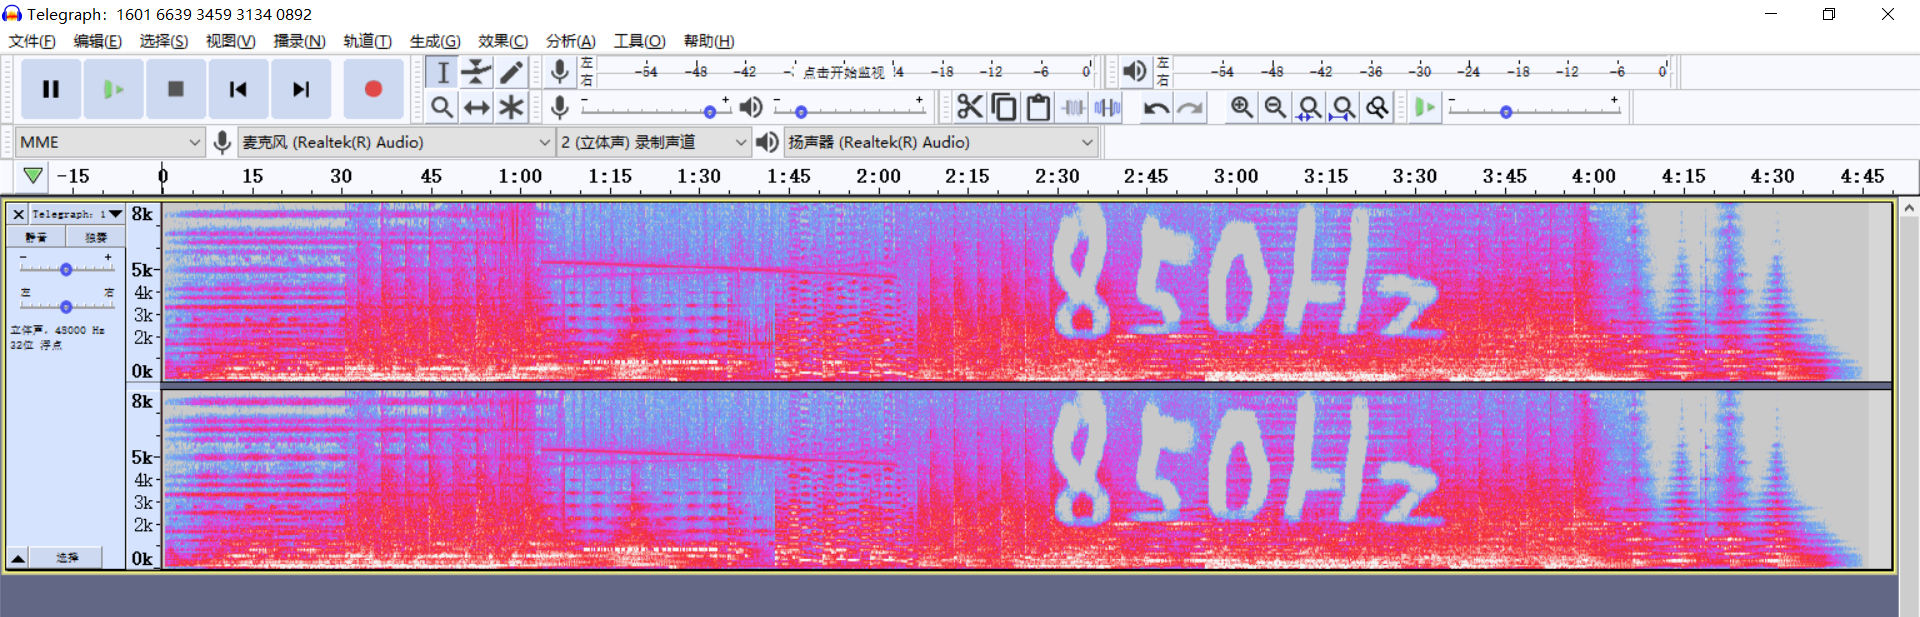 Telegraph： 1601 6639 3459 3134 0892
文件(F) 编辑(E) 选择(S) 视图(V) 播录(N) 轨道(T) 生成(G) 效果(C) 分析(A) 工具(O) 帮助(H)
左 右 -54 -48 -42 -3 点击开始监视 -24 -18 -12 -6 0
左 右 -54 -48 -42 -36 -30 -24 -18 -12 -6 0
MME 麦克风 (Realtek(R) Audio) 2 (立体声) 录制声道 扬声器 (Realtek(R) Audio)
-15 0 15 30 45 1:00 1:15 1:30 1:45 2:00 2:15 2:30 2:45 3:00 3:15 3:30 3:45 4:00 4:15 4:30 4:45
Telegraph: 1
静音 独奏
- +
左 右
立体声, 48000 Hz
32位 浮点
选择
8k
5k
4k
3k
2k
0k
850Hz
8k
5k
4k
3k
2k
0k
850Hz